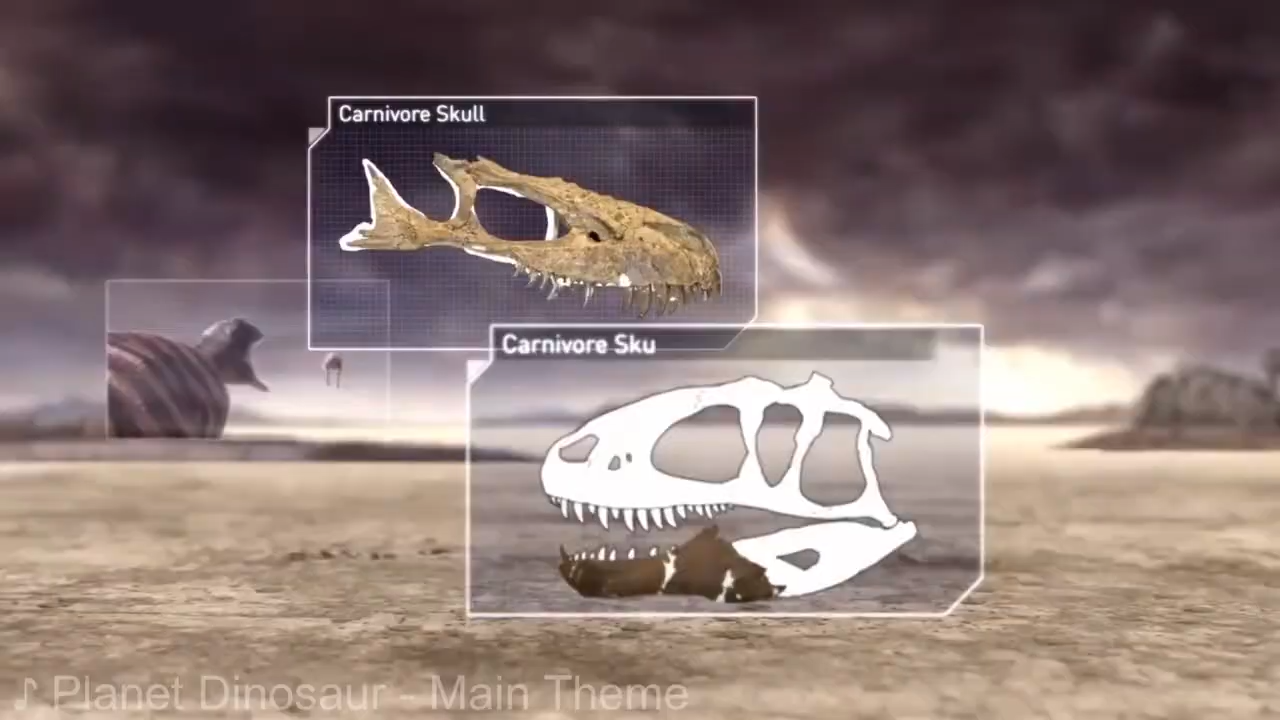 Carnivore Skull
Carnivore Sku
♪ Planet Dinosaur - Main Theme